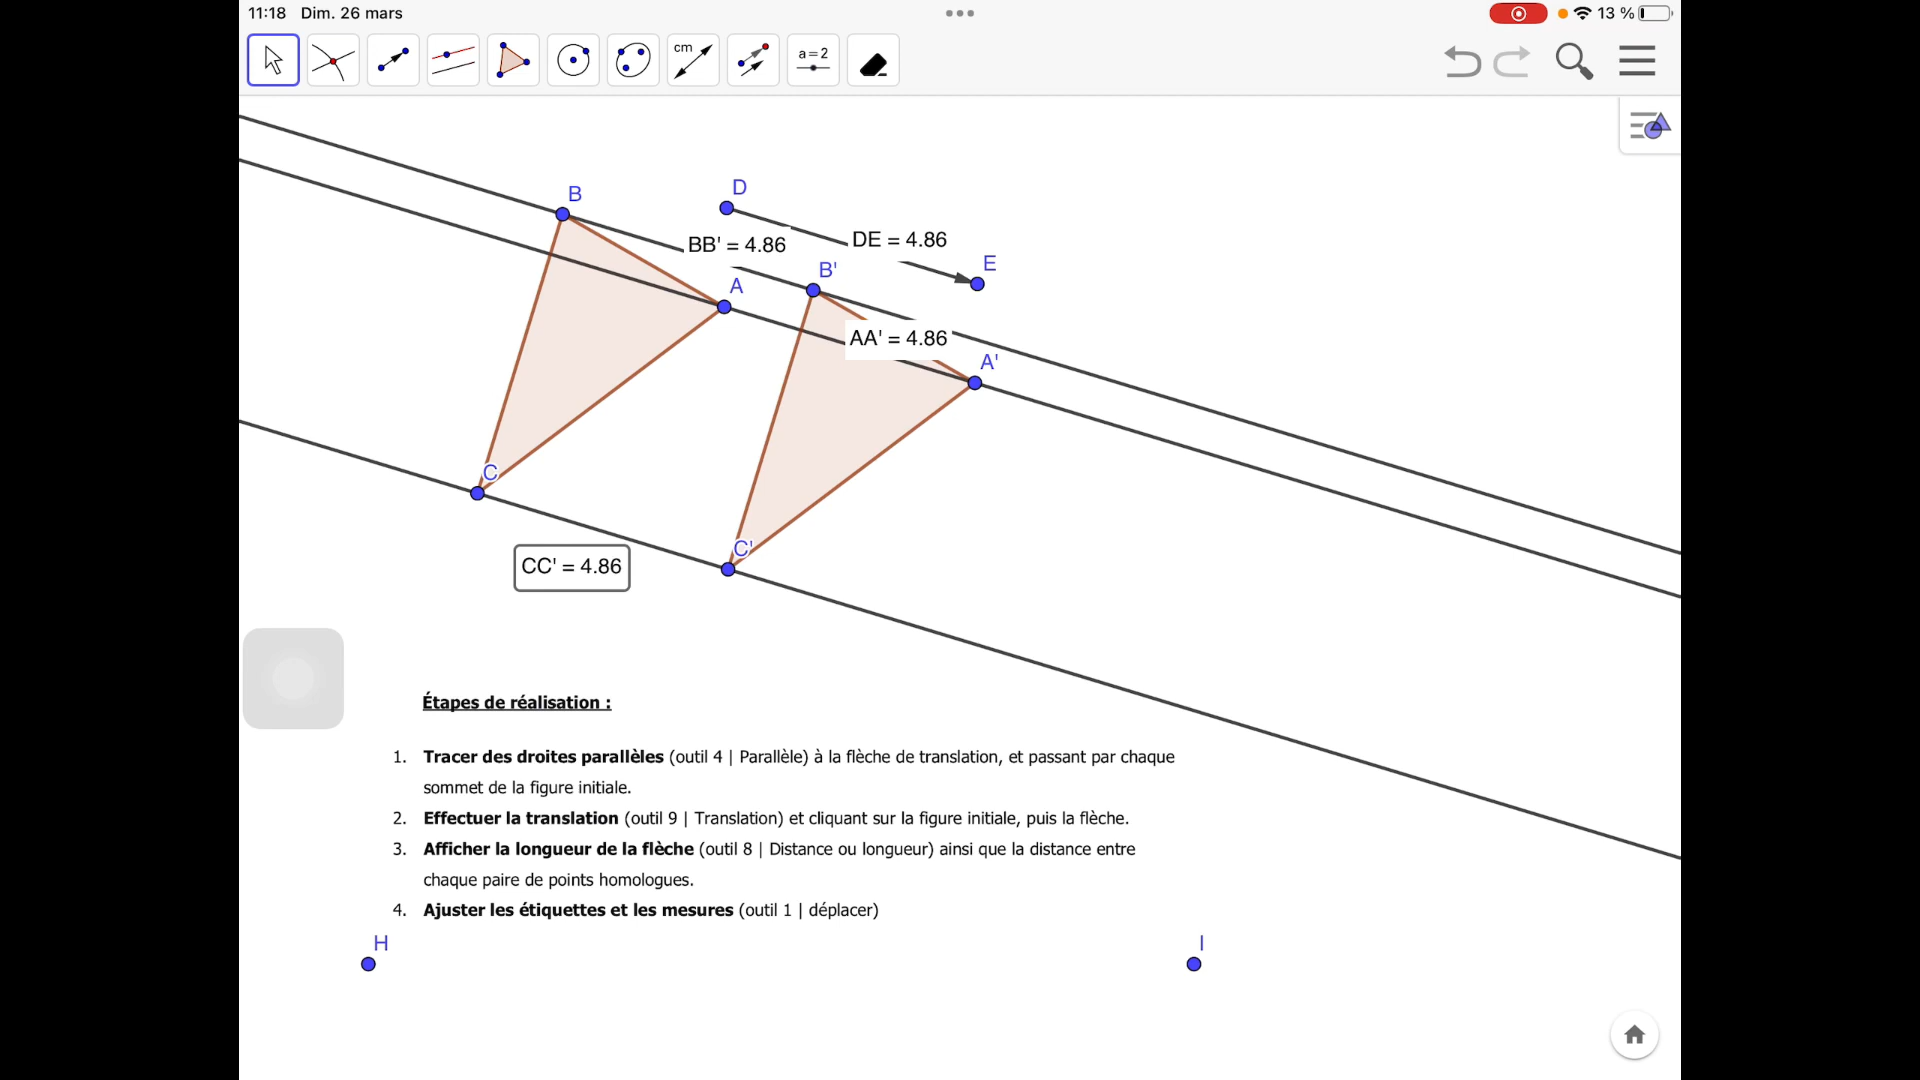 11:18 Dim. 26 mars
13 %
cm
a=2
B
D
BB' = 4.86
DE = 4.86
E
B'
A
AA' = 4.86
A'
C
C'
CC' = 4.86
Étapes de réalisation :
1. Tracer des droites parallèles (outil 4 | Parallèle) à la flèche de translation, et passant par chaque
sommet de la figure initiale.
2. Effectuer la translation (outil 9 | Translation) et cliquant sur la figure initiale, puis la flèche.
3. Afficher la longueur de la flèche (outil 8 | Distance ou longueur) ainsi que la distance entre
chaque paire de points homologues.
4. Ajuster les étiquettes et les mesures (outil 1 | déplacer)
H
I